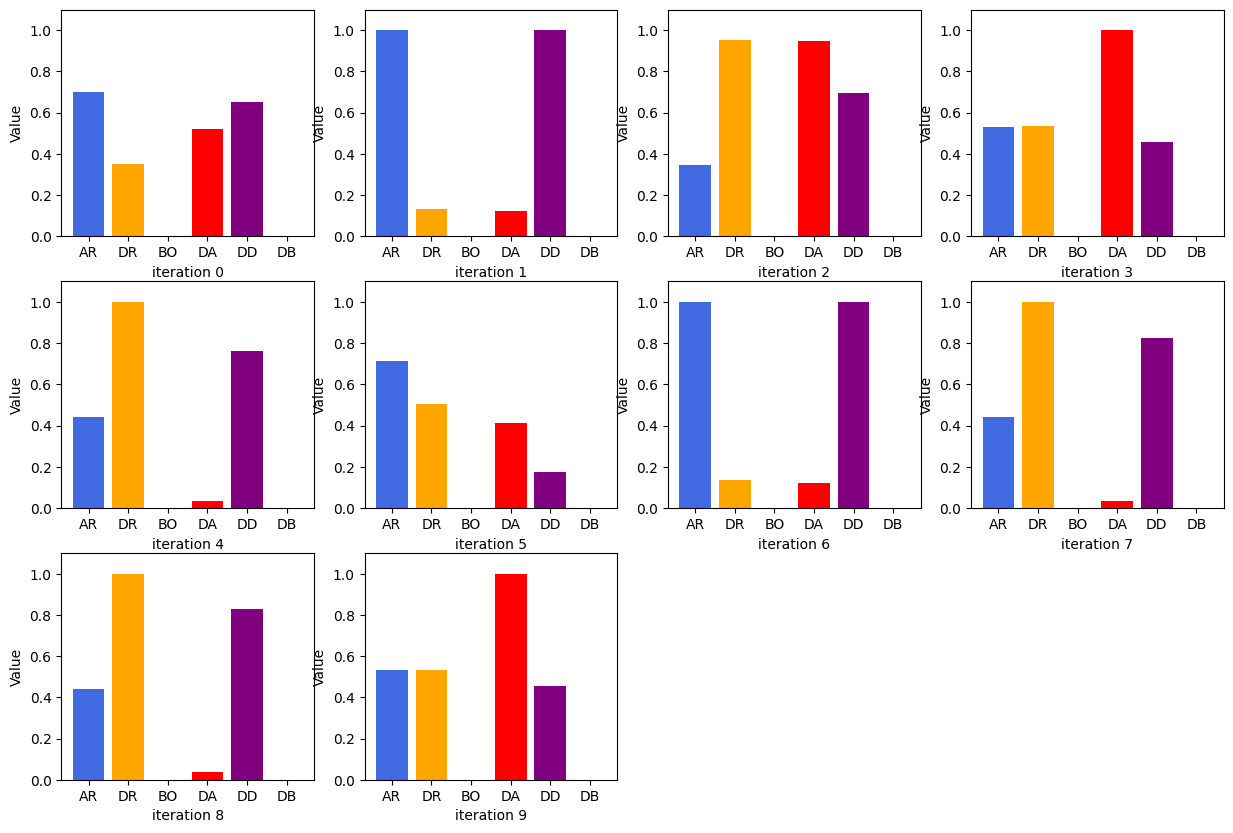 1.0
0.8
0.6
0.4
0.2
0.0
Value
AR DR BO DA DD DB
iteration 0
1.0
0.8
0.6
0.4
0.2
0.0
Value
AR DR BO DA DD DB
iteration 1
1.0
0.8
0.6
0.4
0.2
0.0
Value
AR DR BO DA DD DB
iteration 2
1.0
0.8
0.6
0.4
0.2
0.0
Value
AR DR BO DA DD DB
iteration 3
1.0
0.8
0.6
0.4
0.2
0.0
Value
AR DR BO DA DD DB
iteration 4
1.0
0.8
0.6
0.4
0.2
0.0
Value
AR DR BO DA DD DB
iteration 5
1.0
0.8
0.6
0.4
0.2
0.0
Value
AR DR BO DA DD DB
iteration 6
1.0
0.8
0.6
0.4
0.2
0.0
Value
AR DR BO DA DD DB
iteration 7
1.0
0.8
0.6
0.4
0.2
0.0
Value
AR DR BO DA DD DB
iteration 8
1.0
0.8
0.6
0.4
0.2
0.0
Value
AR DR BO DA DD DB
iteration 9